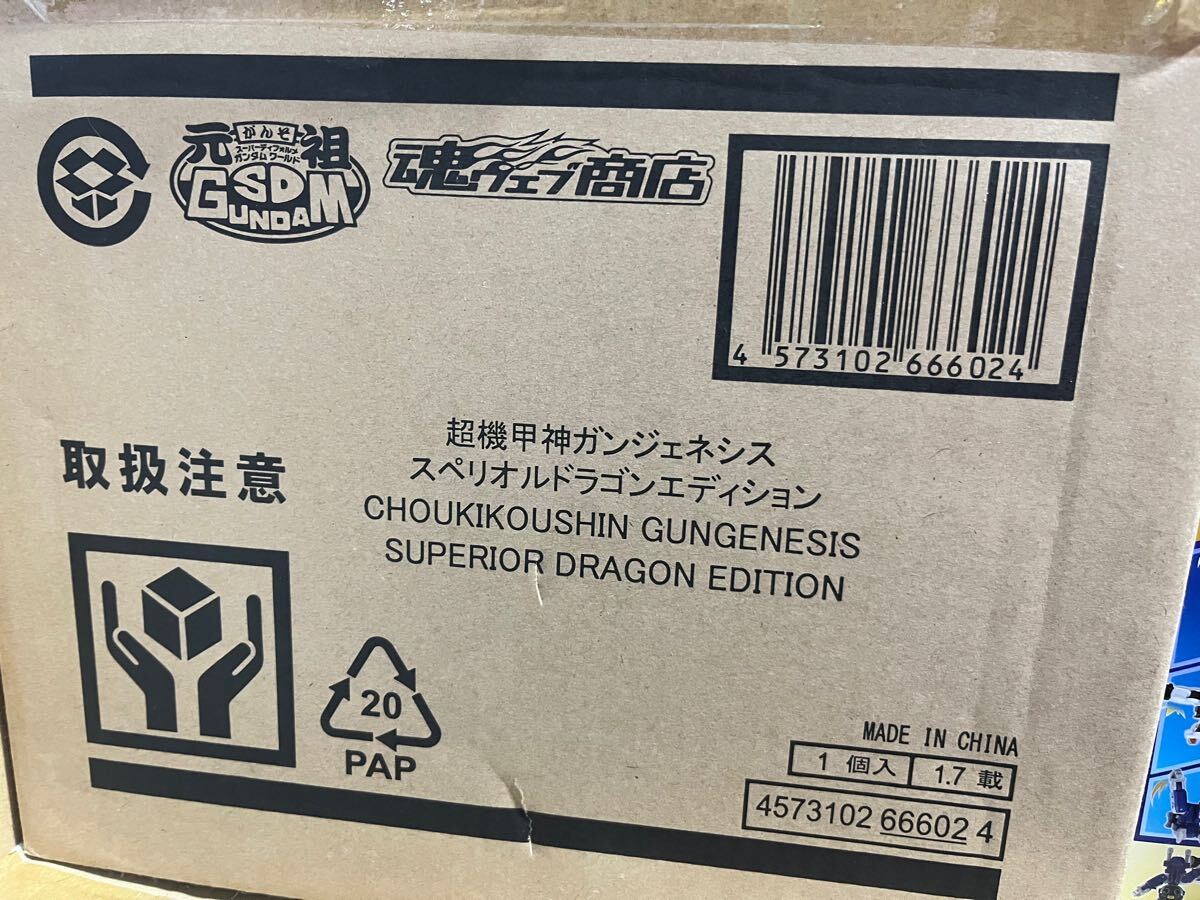 元祖
がんそ
スーパーディフォルメ
ガンダムワールド
SD
GUNDAM
魂ウェブ商店
4 573102 666024
取扱注意
超機甲神ガンジェネシス
スペリオルドラゴンエディション
CHOUKIKOUSHIN GUNGENESIS
SUPERIOR DRAGON EDITION
20
PAP
MADE IN CHINA
1 個入 1.7 載
4573102 66602 4